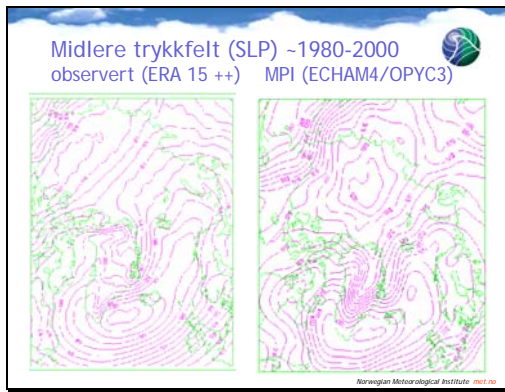 Midlere trykkfelt (SLP) ~1980-2000
observert (ERA 15 ++) MPI (ECHAM4/OPYC3)
Norwegian Meteorological Institute met.no